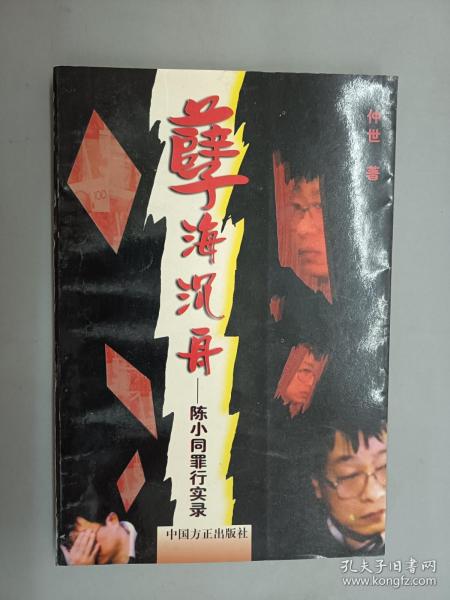 孽海沉舟
——陈小同罪行实录
仲世 著
中国方正出版社
100
孔夫子旧书网
www.kongfz.com